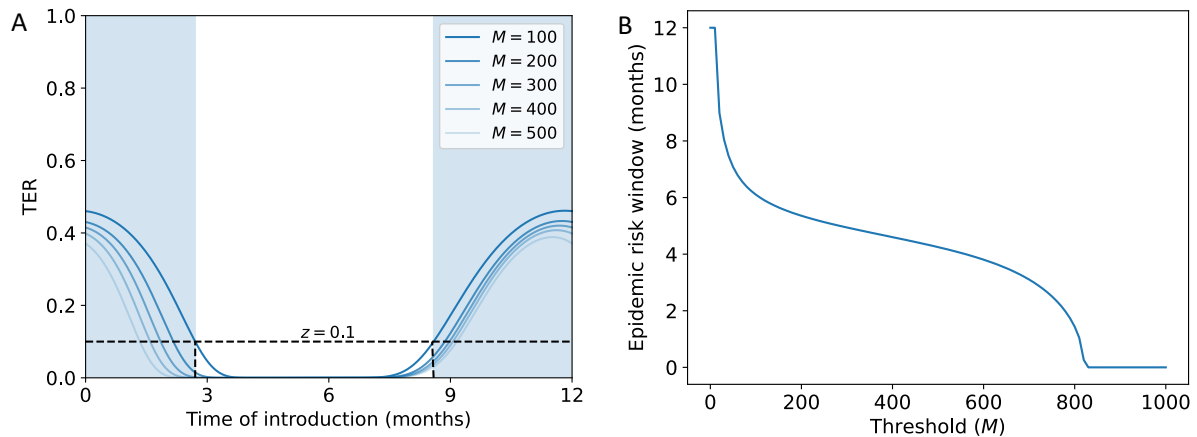 A
1.0
0.8
0.6
0.4
0.2
0.0
TER
0
3
6
9
12
Time of introduction (months)
M = 100
M = 200
M = 300
M = 400
M = 500
z = 0.1
B
12
10
8
6
4
2
0
Epidemic risk window (months)
0
200
400
600
800
1000
Threshold (M)